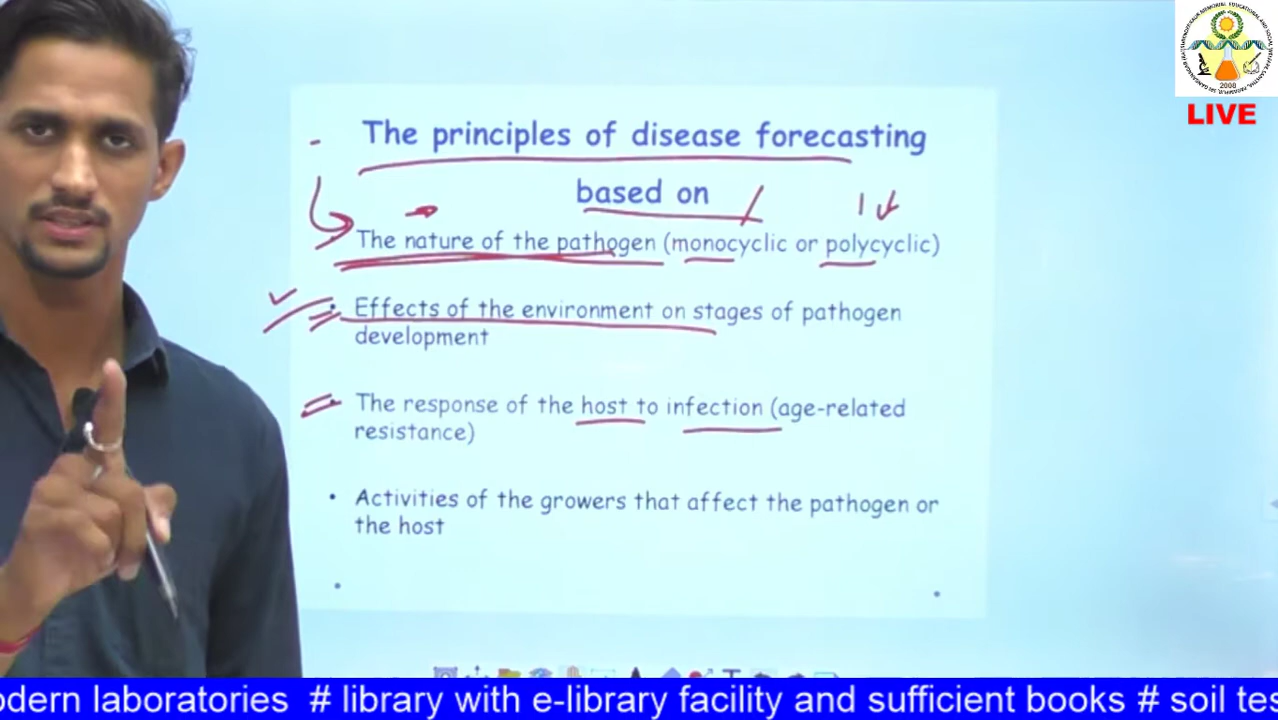 2008
LIVE
The principles of disease forecasting
based on
The nature of the pathogen (monocyclic or polycyclic)
• Effects of the environment on stages of pathogen
development
• The response of the host to infection (age-related
resistance)
• Activities of the growers that affect the pathogen or
the host
odern laboratories # library with e-library facility and sufficient books # soil tes